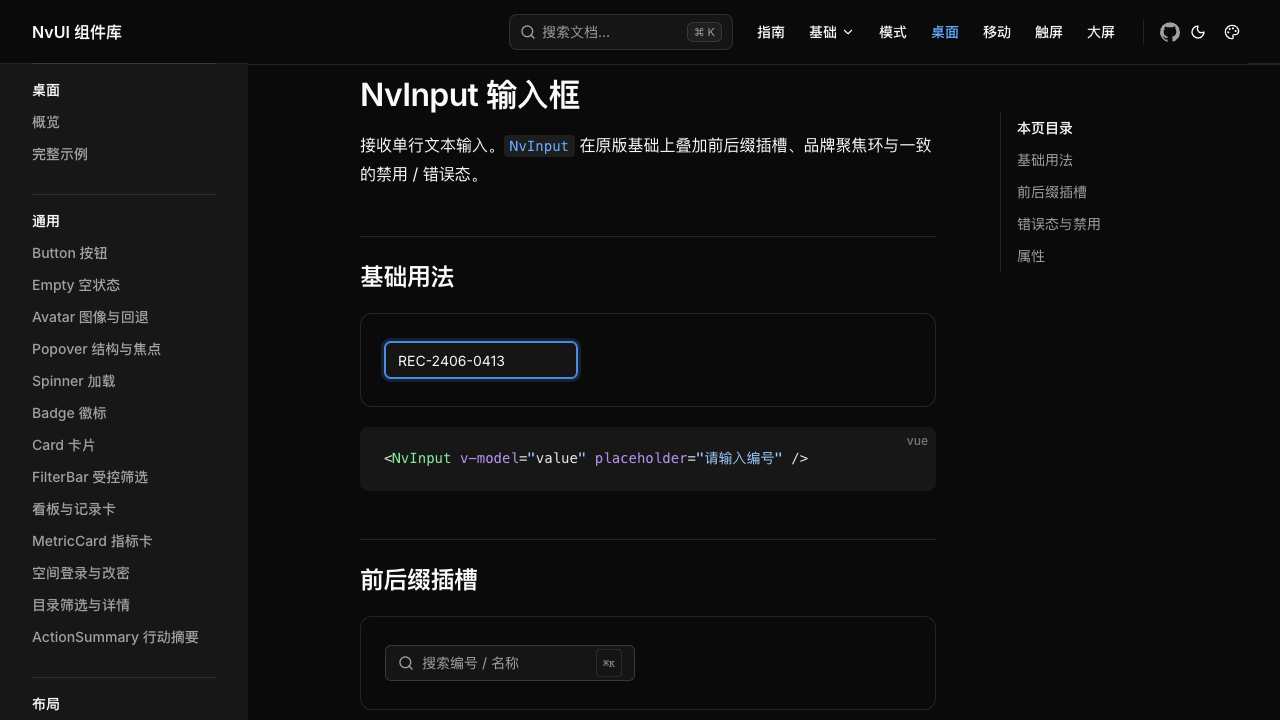 NvUI 组件库
搜索文档...
⌘ K
指南
基础
模式
桌面
移动
触屏
大屏
桌面
概览
完整示例
通用
Button 按钮
Empty 空状态
Avatar 图像与回退
Popover 结构与焦点
Spinner 加载
Badge 徽标
Card 卡片
FilterBar 受控筛选
看板与记录卡
MetricCard 指标卡
空间登录与改密
目录筛选与详情
ActionSummary 行动摘要
布局
NvInput 输入框
接收单行文本输入。NvInput 在原版基础上叠加前后缀插槽、品牌聚焦环与一致
的禁用 / 错误态。
基础用法
REC-2406-0413
vue
<NvInput v-model="value" placeholder="请输入编号" />
前后缀插槽
搜索编号 / 名称
⌘K
本页目录
基础用法
前后缀插槽
错误态与禁用
属性